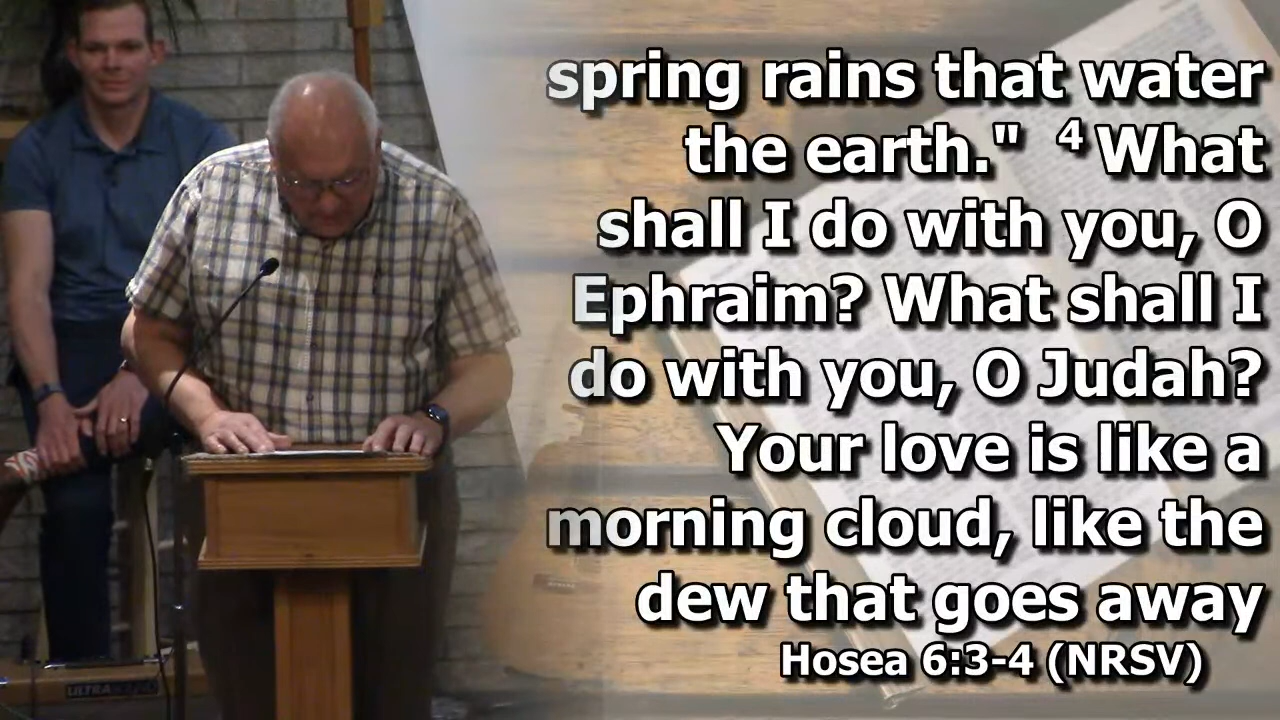 spring rains that water
the earth." 4 What
shall I do with you, O
Ephraim? What shall I
do with you, O Judah?
Your love is like a
morning cloud, like the
dew that goes away
Hosea 6:3-4 (NRSV)